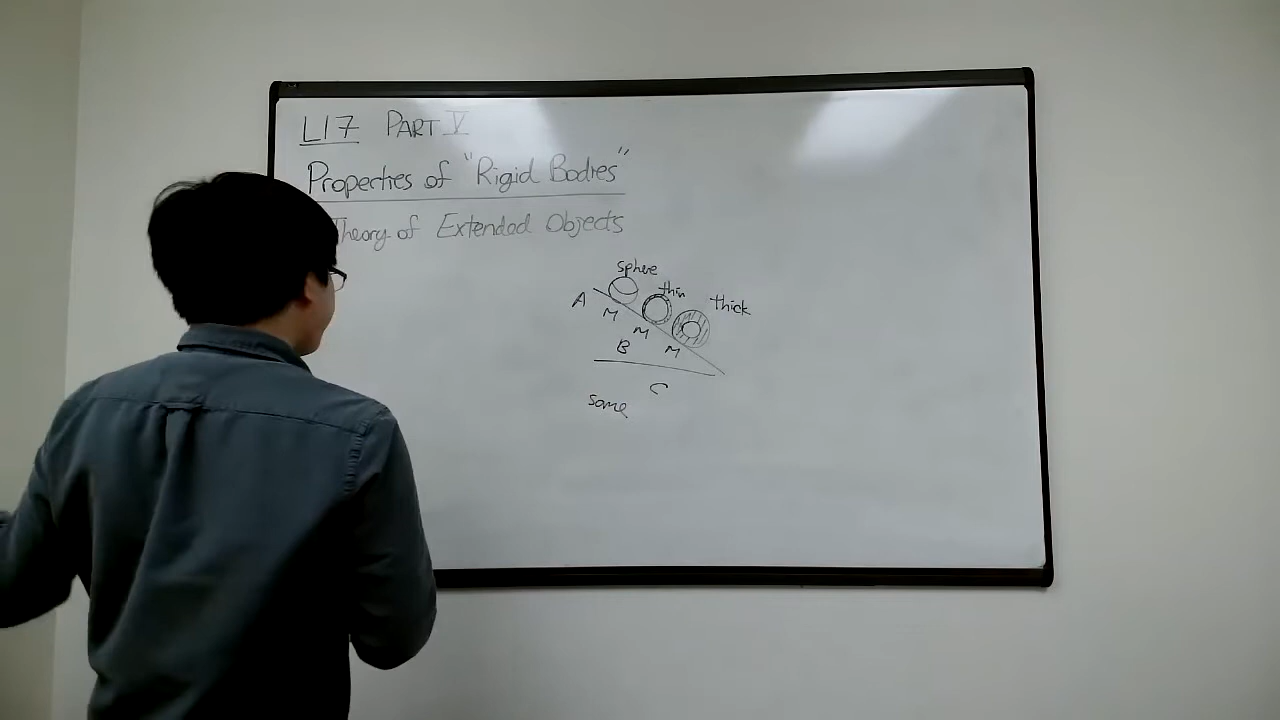 L17 PART V
Properties of "Rigid Bodies"
Theory of Extended Objects
sphere
thin
thick
A
M
M
M
B
C
same